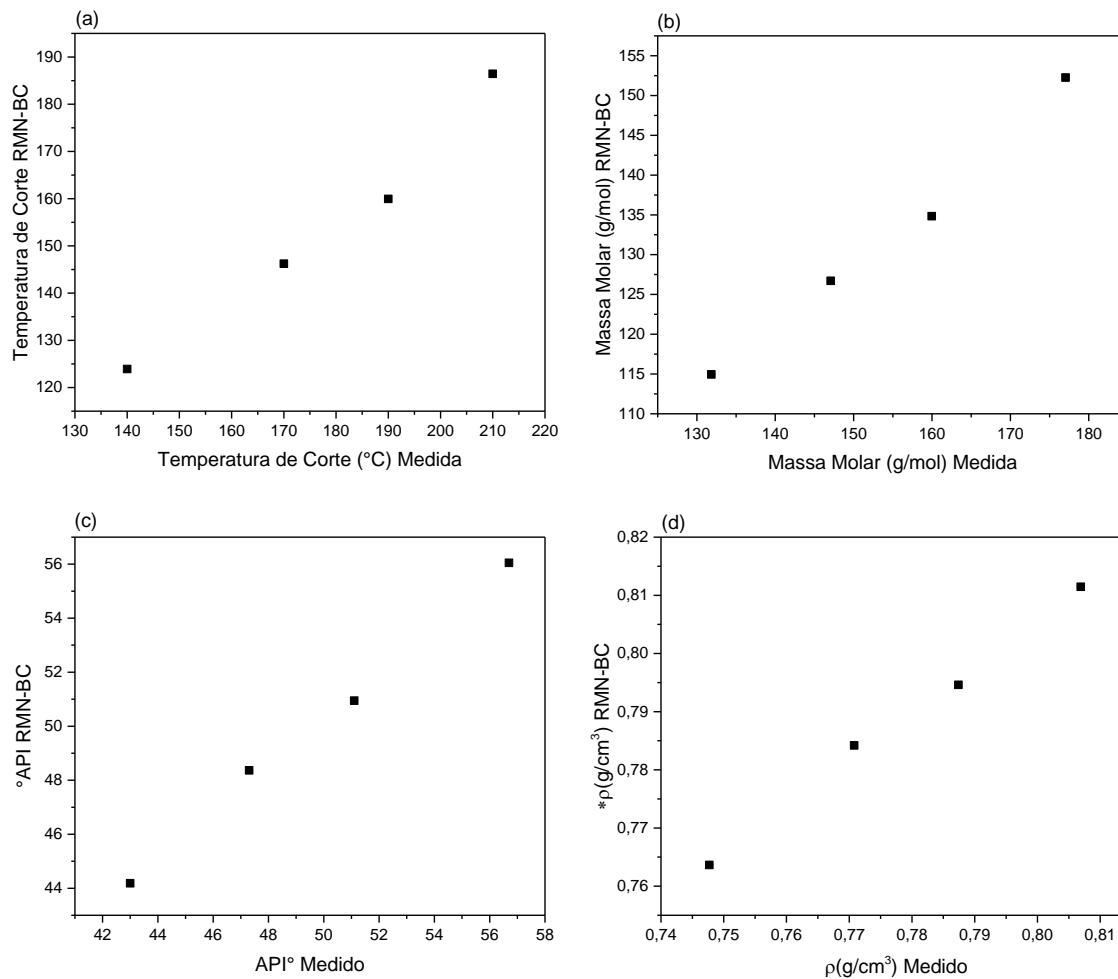 (a)
190
180
170
160
150
140
130
120
Temperatura de Corte RMN-BC
130 140 150 160 170 180 190 200 210 220
Temperatura de Corte (°C) Medida
(b)
155
150
145
140
135
130
125
120
115
110
Massa Molar (g/mol) RMN-BC
130 140 150 160 170 180
Massa Molar (g/mol) Medida
(c)
56
54
52
50
48
46
44
°API RMN-BC
42 44 46 48 50 52 54 56 58
API° Medido
(d)
0,82
0,81
0,80
0,79
0,78
0,77
0,76
*ρ(g/cm³) RMN-BC
0,74 0,75 0,76 0,77 0,78 0,79 0,80 0,81
ρ(g/cm³) Medido